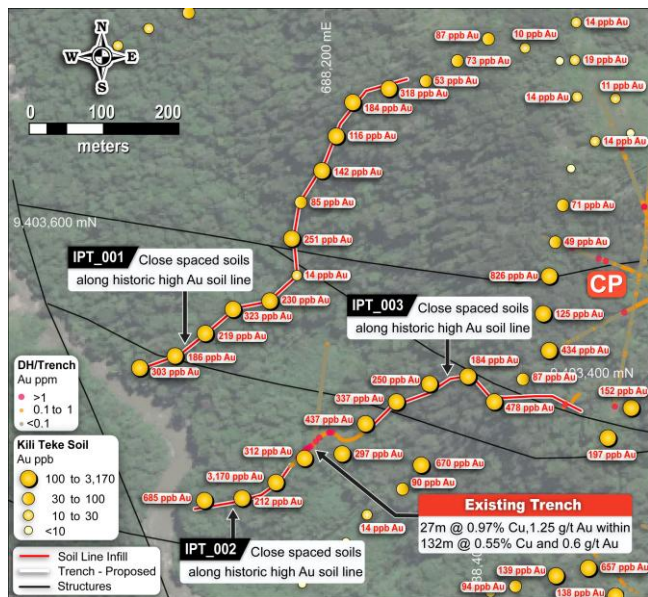 N
W
E
S
0
100
200
meters
688,200 mE
87 ppb Au
10 ppb Au
14 ppb Au
73 ppb Au
19 ppb Au
53 ppb Au
318 ppb Au
184 ppb Au
14 ppb Au
11 ppb Au
116 ppb Au
14 ppb Au
142 ppb Au
85 ppb Au
71 ppb Au
9,403,600 mN
251 ppb Au
49 ppb Au
IPT_001
Close spaced soils
along historic high Au soil line
14 ppb Au
826 ppb Au
CP
IPT_003
Close spaced soils
along historic high Au soil line
230 ppb Au
323 ppb Au
125 ppb Au
219 ppb Au
186 ppb Au
303 ppb Au
434 ppb Au
9,403,400 mN
184 ppb Au
250 ppb Au
87 ppb Au
337 ppb Au
478 ppb Au
152 ppb Au
437 ppb Au
197 ppb Au
312 ppb Au
297 ppb Au
670 ppb Au
3,170 ppb Au
90 ppb Au
685 ppb Au
212 ppb Au
14 ppb Au
DH/Trench
Au ppm
>1
0.1 to 1
<0.1
Kili Teke Soil
Au ppb
100 to 3,170
30 to 100
10 to 30
<10
Soil Line Infill
Trench - Proposed
Structures
IPT_002
Close spaced soils
along historic high Au soil line
Existing Trench
27m @ 0.97% Cu,1.25 g/t Au within
132m @ 0.55% Cu and 0.6 g/t Au
139 ppb Au
657 ppb Au
94 ppb Au
138 ppb Au